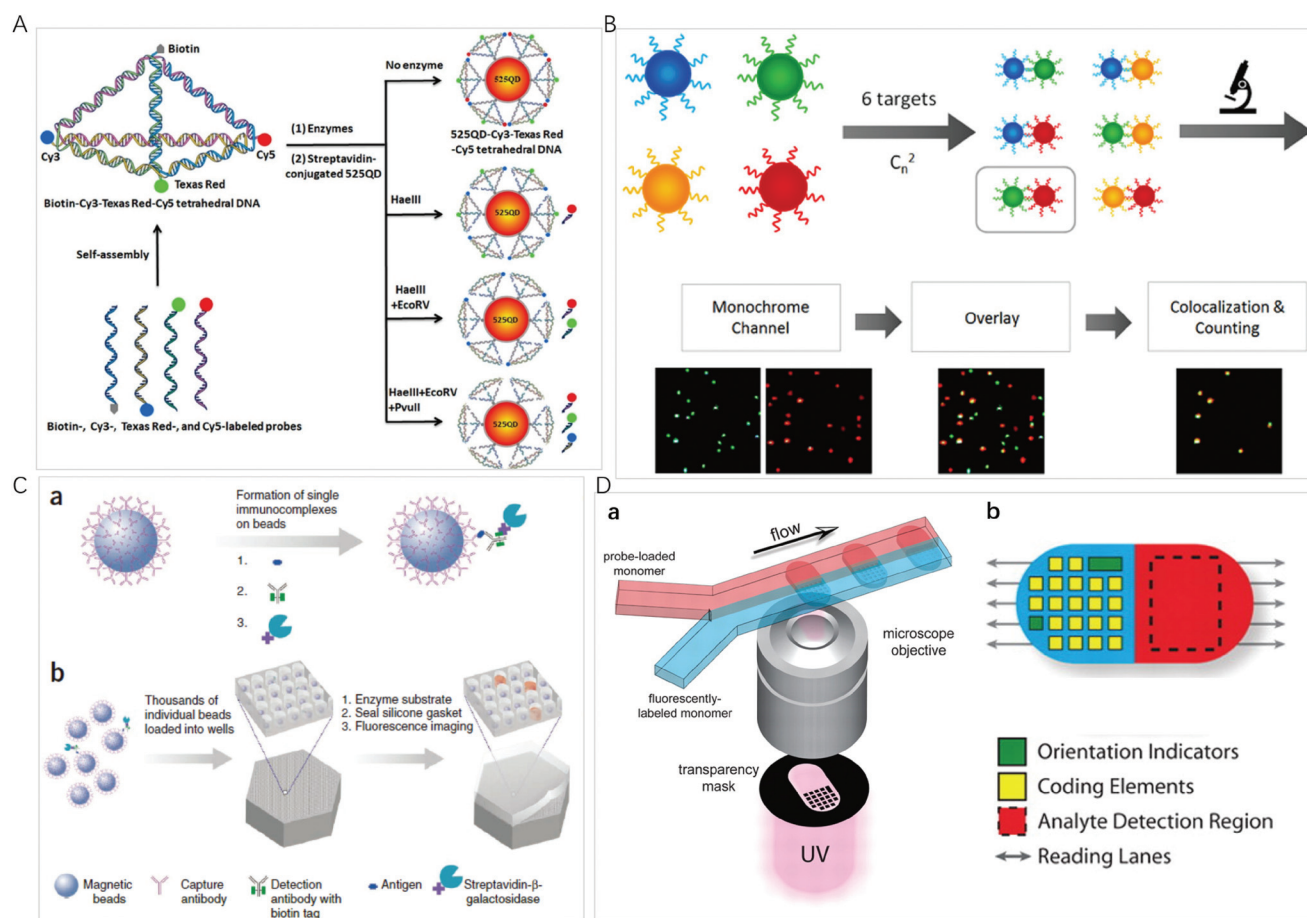 A
Biotin
Cy3
Cy5
Texas Red
Biotin-Cy3-Texas Red-Cy5 tetrahedral DNA
Self-assembly
Biotin-, Cy3-, Texas Red-, and Cy5-labeled probes
(1) Enzymes
(2) Streptavidin-
conjugated 525QD
No enzyme
525QD
525QD-Cy3-Texas Red
-Cy5 tetrahedral DNA
HaeIII
525QD
HaeIII
+EcoRV
525QD
HaeIII+EcoRV
+PvuII
525QD
B
6 targets
Cn²
Monochrome
Channel
Overlay
Colocalization &
Counting
C
a
Formation of single
immunocomplexes
on beads
1.
2.
3.
b
Thousands of
individual beads
loaded into wells
1. Enzyme substrate
2. Seal silicone gasket
3. Fluorescence imaging
Magnetic
beads
Capture
antibody
Detection
antibody with
biotin tag
Antigen
Streptavidin-β-
galactosidase
D
a
flow
probe-loaded
monomer
microscope
objective
fluorescently-
labeled monomer
transparency
mask
UV
b
Orientation Indicators
Coding Elements
Analyte Detection Region
Reading Lanes